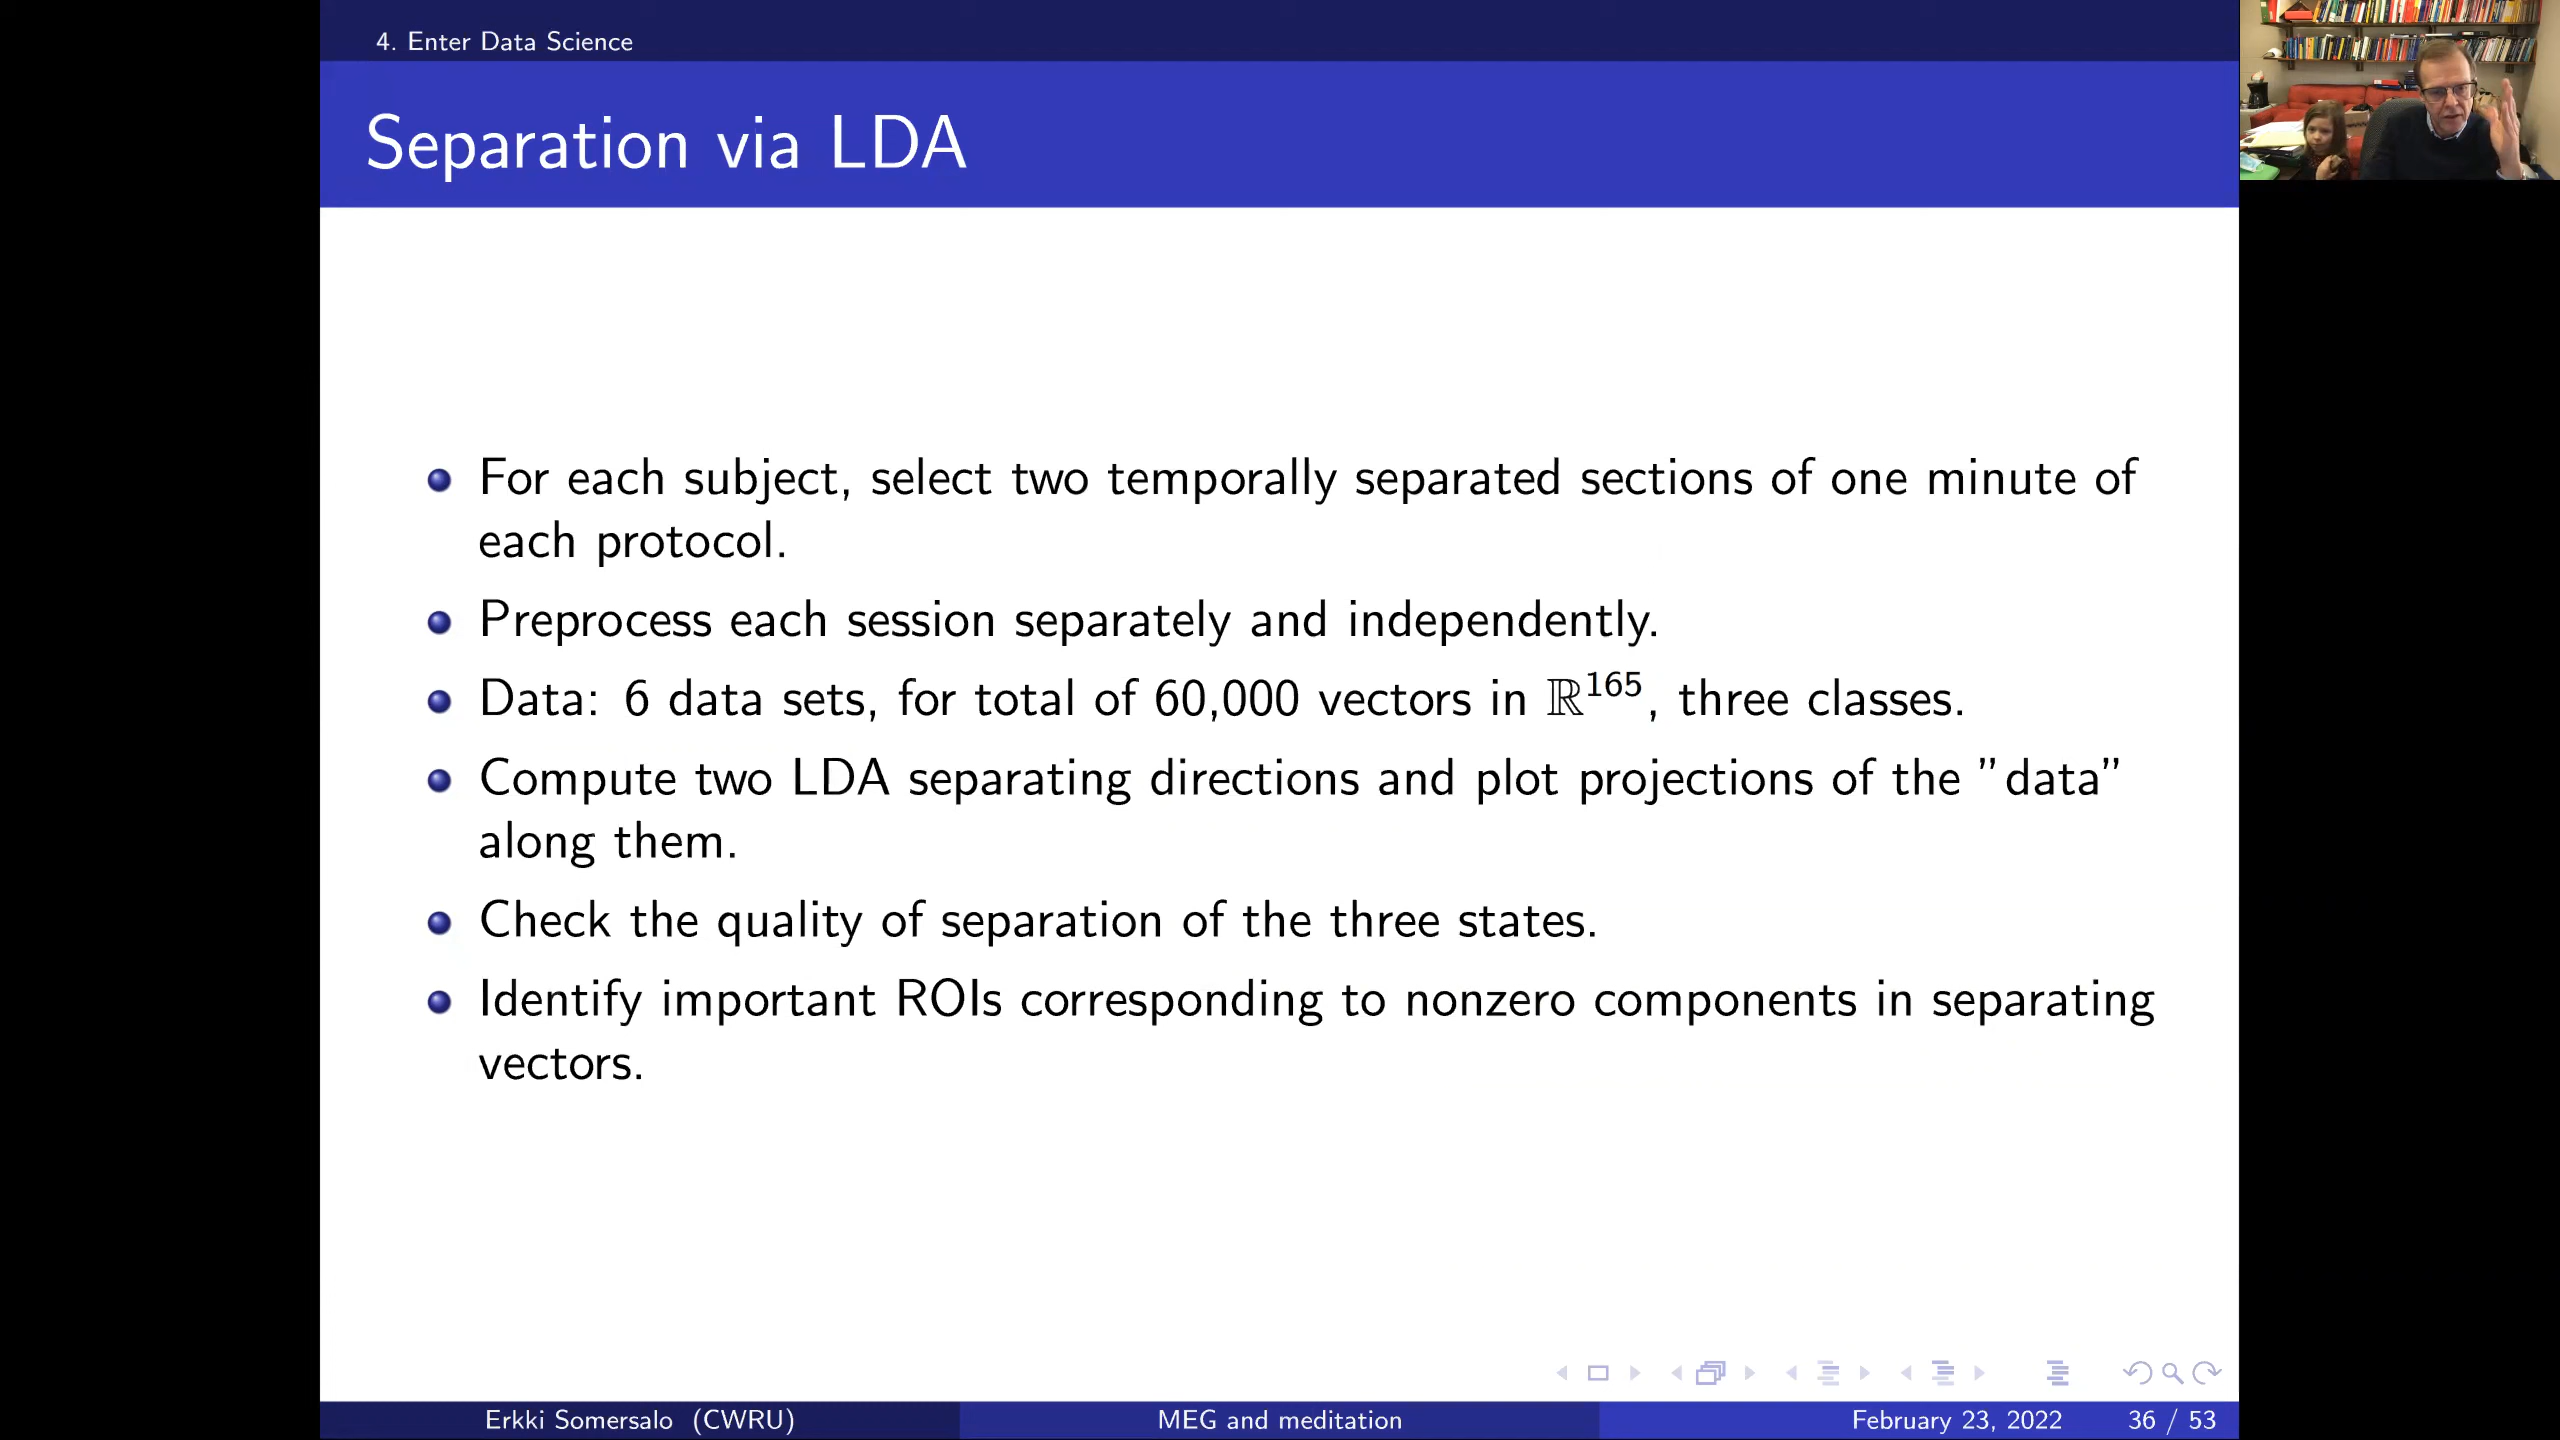 4. Enter Data Science
Separation via LDA
For each subject, select two temporally separated sections of one minute of
each protocol.
Preprocess each session separately and independently.
Data: 6 data sets, for total of 60,000 vectors in ℝ¹⁶⁵, three classes.
Compute two LDA separating directions and plot projections of the ”data”
along them.
Check the quality of separation of the three states.
Identify important ROIs corresponding to nonzero components in separating
vectors.
Erkki Somersalo (CWRU) MEG and meditation February 23, 2022 36 / 53